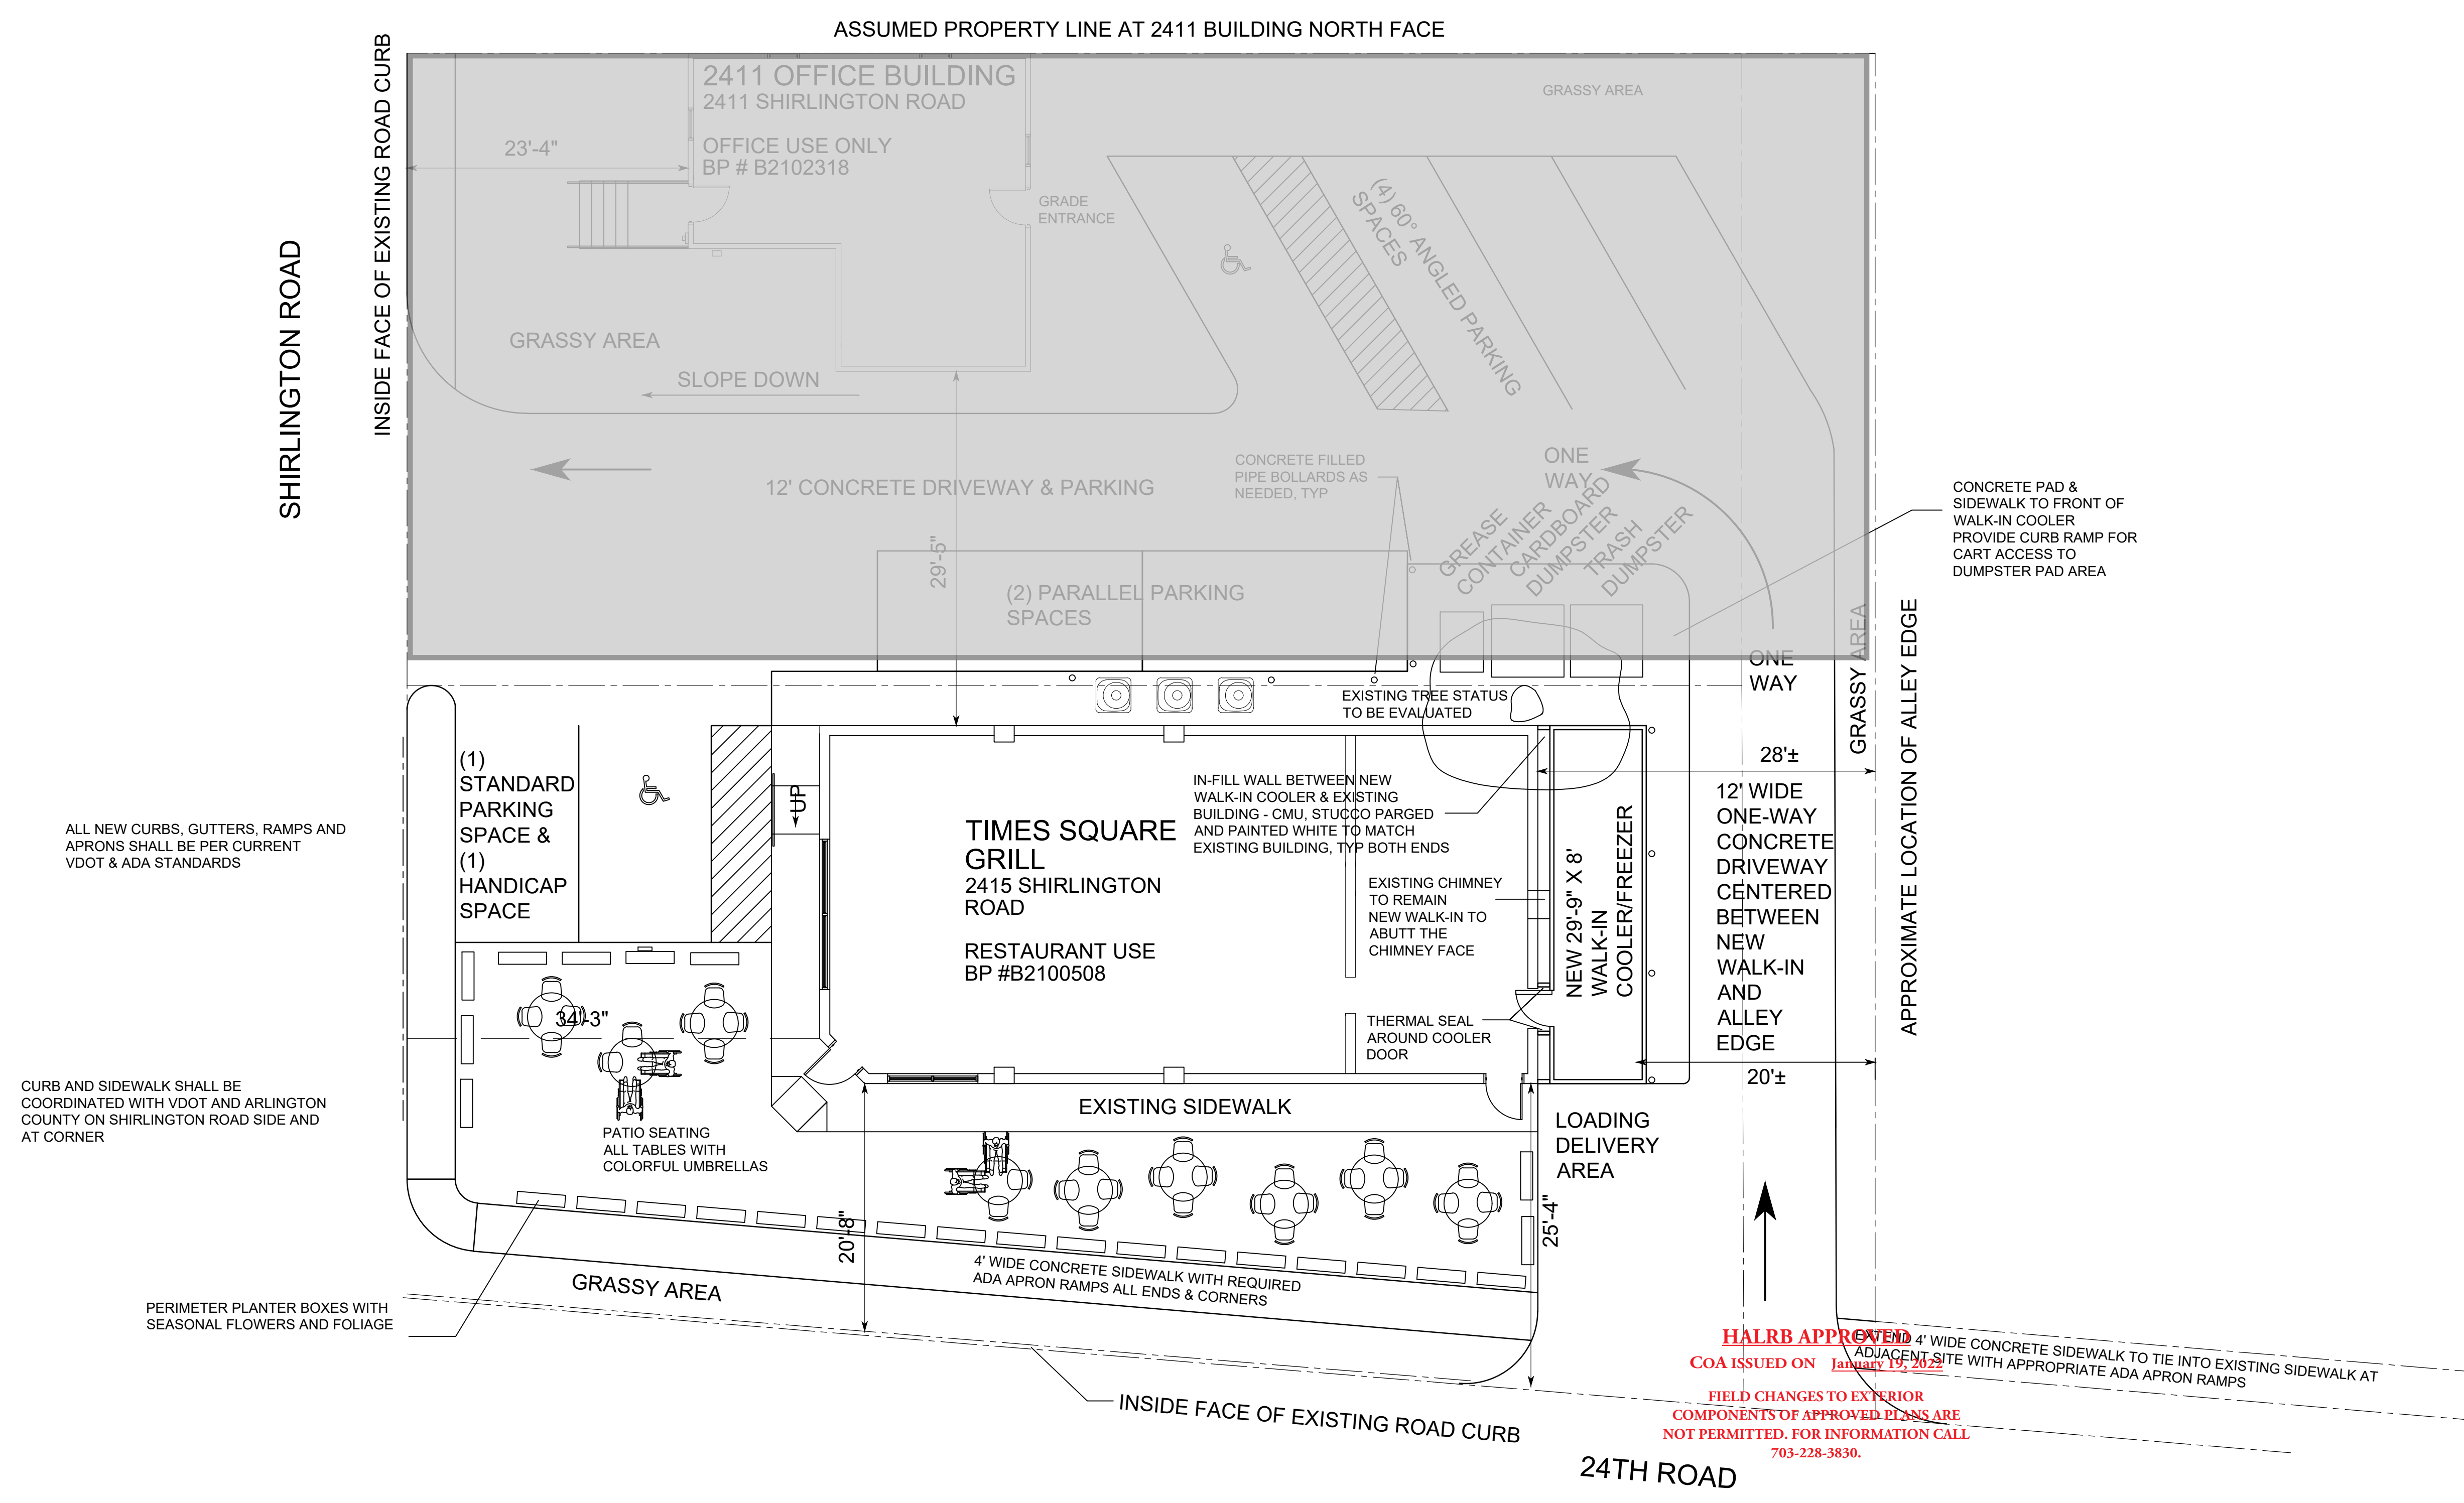 ASSUMED PROPERTY LINE AT 2411 BUILDING NORTH FACE
INSIDE FACE OF EXISTING ROAD CURB
SHIRLINGTON ROAD
2411 OFFICE BUILDING
2411 SHIRLINGTON ROAD
OFFICE USE ONLY
BP # B2102318
23'-4"
GRADE
ENTRANCE
GRASSY AREA
(4) 60° ANGLED PARKING
SPACES
GRASSY AREA
SLOPE DOWN
12' CONCRETE DRIVEWAY & PARKING
CONCRETE FILLED
PIPE BOLLARDS AS
NEEDED, TYP
ONE
WAY
GREASE
CONTAINER
CARDBOARD
DUMPSTER
TRASH
DUMPSTER
29'-5"
(2) PARALLEL PARKING
SPACES
CONCRETE PAD &
SIDEWALK TO FRONT OF
WALK-IN COOLER
PROVIDE CURB RAMP FOR
CART ACCESS TO
DUMPSTER PAD AREA
GRASSY AREA
APPROXIMATE LOCATION OF ALLEY EDGE
ONE
WAY
EXISTING TREE STATUS
TO BE EVALUATED
28'±
(1)
STANDARD
PARKING
SPACE &
(1)
HANDICAP
SPACE
UP
IN-FILL WALL BETWEEN NEW
WALK-IN COOLER & EXISTING
BUILDING - CMU, STUCCO PARGED
AND PAINTED WHITE TO MATCH
EXISTING BUILDING, TYP BOTH ENDS
TIMES SQUARE
GRILL
2415 SHIRLINGTON
ROAD
RESTAURANT USE
BP #B2100508
EXISTING CHIMNEY
TO REMAIN
NEW WALK-IN TO
ABUTT THE
CHIMNEY FACE
THERMAL SEAL
AROUND COOLER
DOOR
NEW 29'-9" X 8'
WALK-IN
COOLER/FREEZER
12' WIDE
ONE-WAY
CONCRETE
DRIVEWAY
CENTERED
BETWEEN
NEW
WALK-IN
AND
ALLEY
EDGE
20'±
ALL NEW CURBS, GUTTERS, RAMPS AND
APRONS SHALL BE PER CURRENT
VDOT & ADA STANDARDS
34'-3"
CURB AND SIDEWALK SHALL BE
COORDINATED WITH VDOT AND ARLINGTON
COUNTY ON SHIRLINGTON ROAD SIDE AND
AT CORNER
PATIO SEATING
ALL TABLES WITH
COLORFUL UMBRELLAS
EXISTING SIDEWALK
LOADING
DELIVERY
AREA
20'-8"
25'-4"
4' WIDE CONCRETE SIDEWALK WITH REQUIRED
ADA APRON RAMPS ALL ENDS & CORNERS
GRASSY AREA
PERIMETER PLANTER BOXES WITH
SEASONAL FLOWERS AND FOLIAGE
INSIDE FACE OF EXISTING ROAD CURB
24TH ROAD
EXTEND 4' WIDE CONCRETE SIDEWALK TO TIE INTO EXISTING SIDEWALK AT
ADJACENT SITE WITH APPROPRIATE ADA APRON RAMPS
HALRB APPROVED
COA ISSUED ON January 19, 2022
FIELD CHANGES TO EXTERIOR
COMPONENTS OF APPROVED PLANS ARE
NOT PERMITTED. FOR INFORMATION CALL
703-228-3830.